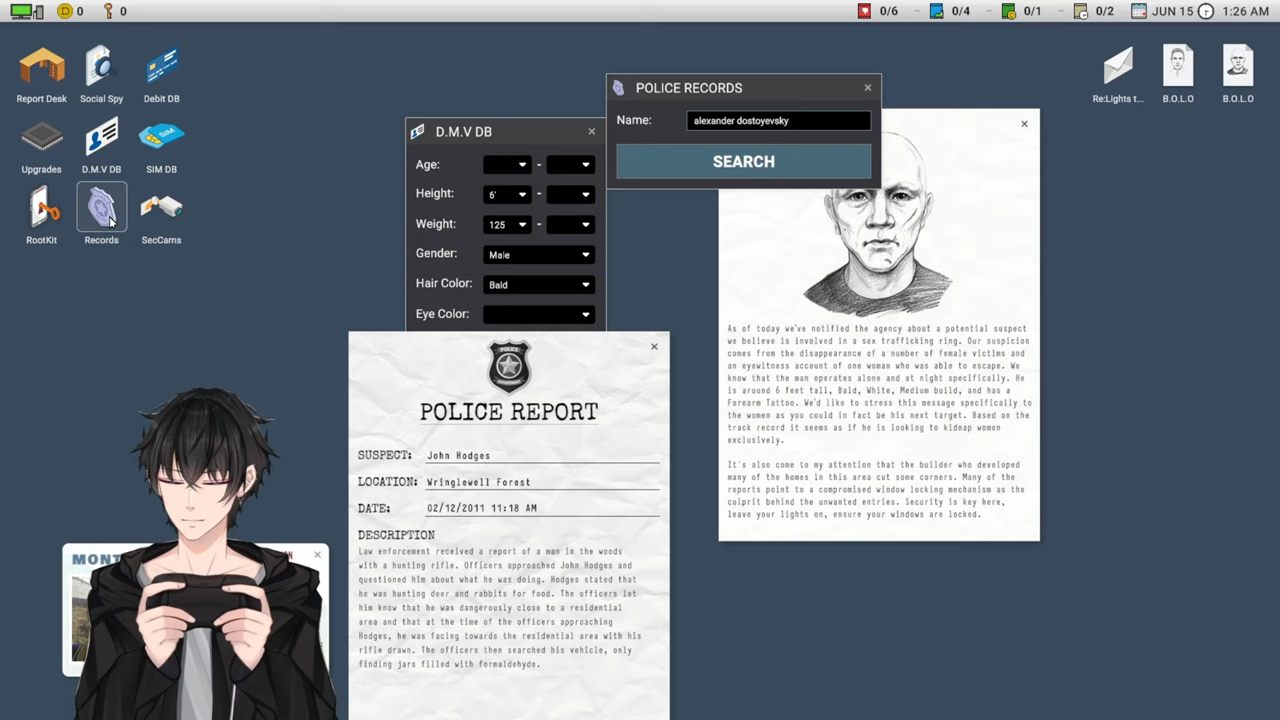 0
0
0/6
0/4
0/1
0/2
JUN 15
1:26 AM
Report Desk
Social Spy
Debit DB
Upgrades
D.M.V DB
SIM DB
RootKit
Records
SecCams
Re:Lights t...
B.O.L.O
B.O.L.O
D.M.V DB
Age:
-
Height:
6'
-
Weight:
125
-
Gender:
Male
Hair Color:
Bald
Eye Color:
POLICE RECORDS
Name:
alexander dostoyevsky
SEARCH
As of today we've notified the agency about a potential suspect
we believe is involved in a sex trafficking ring. Our suspicion
comes from the disappearance of a number of female victims and
an eyewitness account of one woman who was able to escape. We
know that the man operates alone and at night specifically. He
is around 6 feet tall, Bald, White, Medium build, and has a
Forearm Tattoo. We'd like to stress this message specifically to
the women as you could in fact be his next target. Based on the
track record it seems as if he is looking to kidnap women
exclusively.
It's also come to my attention that the builder who developed
many of the homes in this area cut some corners. Many of the
reports point to a compromised window locking mechanism as the
culprit behind the unwanted entries. Security is key here,
leave your lights on, ensure your windows are locked.
POLICE
POLICE REPORT
SUSPECT: John Hodges
LOCATION: Wringlewell Forest
DATE: 02/12/2011 11:18 AM
DESCRIPTION
Law enforcement received a report of a man in the woods
with a hunting rifle. Officers approached John Hodges and
questioned him about what he was doing. Hodges stated that
he was hunting deer and rabbits for food. The officers let
him know that he was dangerously close to a residential
area and that at the time of the officers approaching
Hodges, he was facing towards the residential area with his
rifle drawn. The officers then searched his vehicle, only
finding jars filled with formaldehyde.
MONT